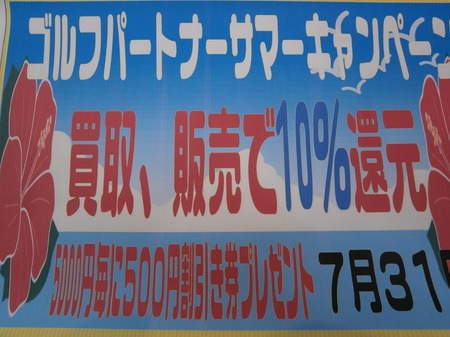 ゴルフパートナーサマーキャンペーン
買取、販売で10%還元
5000円毎に500円割引き券プレゼント 7月31日